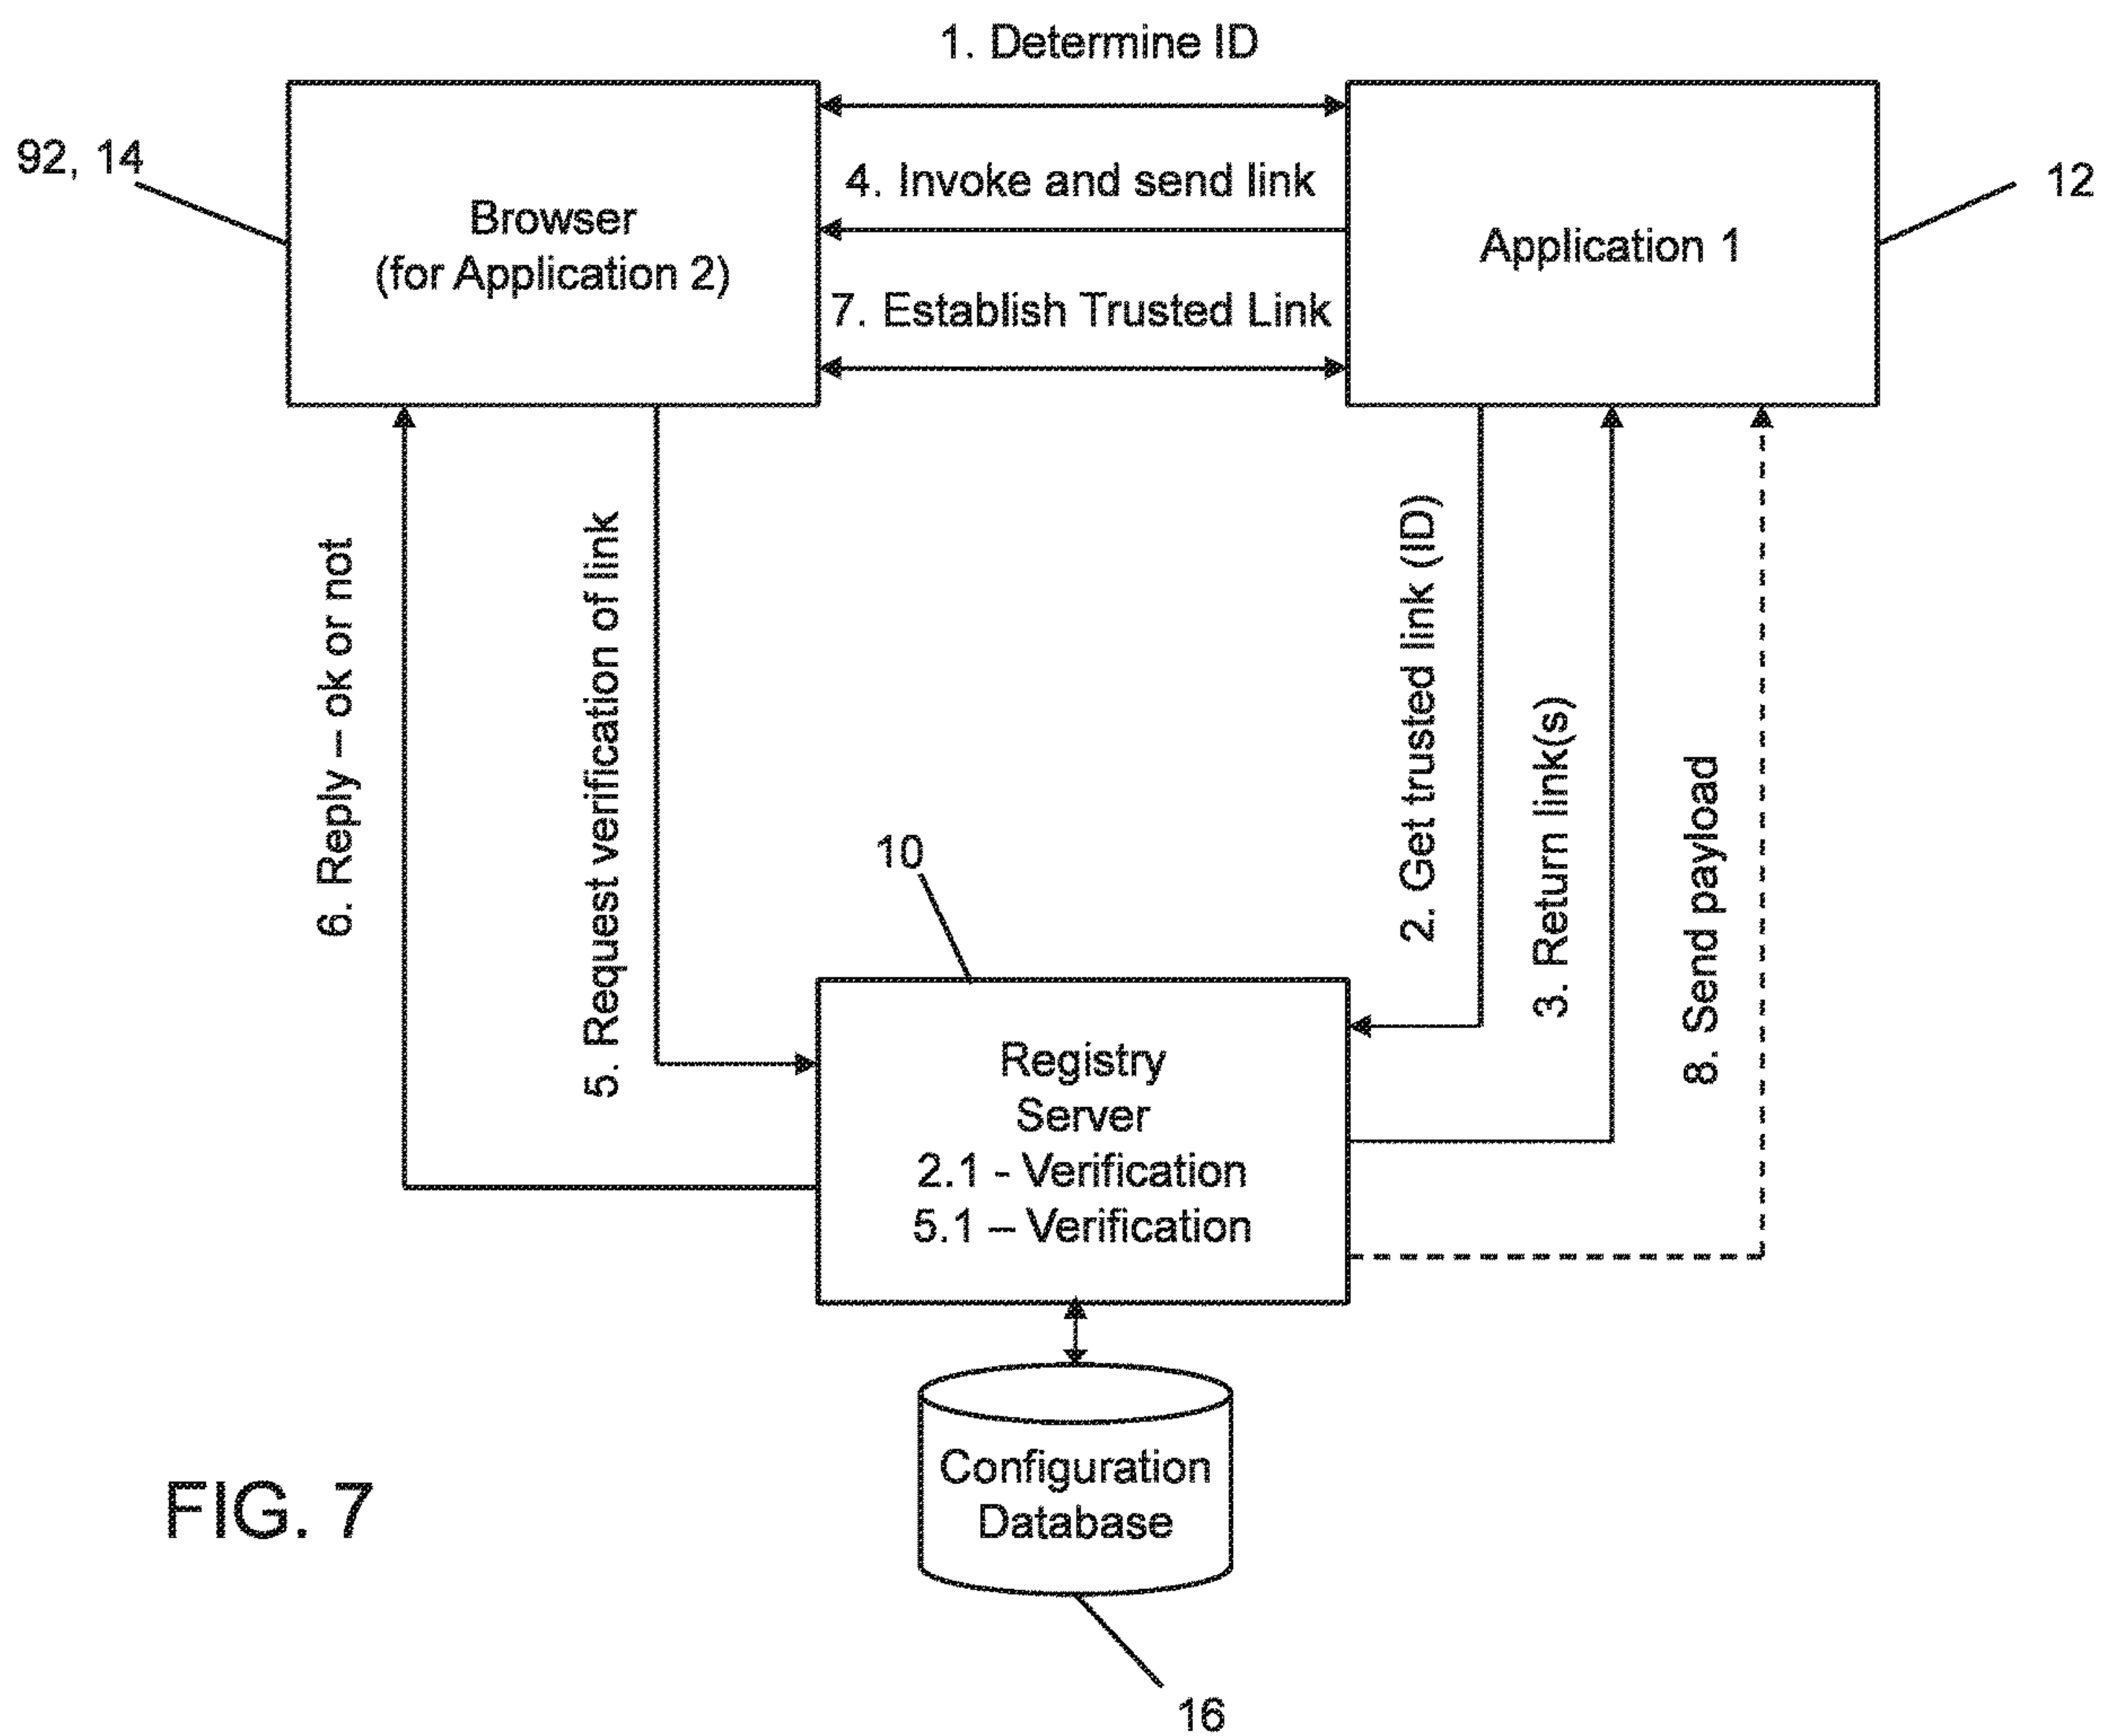 1. Determine ID
92, 14
Browser
(for Application 2)
4. Invoke and send link
7. Establish Trusted Link
Application 1
12
6. Reply – ok or not
5. Request verification of link
2. Get trusted link (ID)
3. Return link(s)
8. Send payload
10
Registry
Server
2.1 - Verification
5.1 – Verification
Configuration
Database
16
FIG. 7